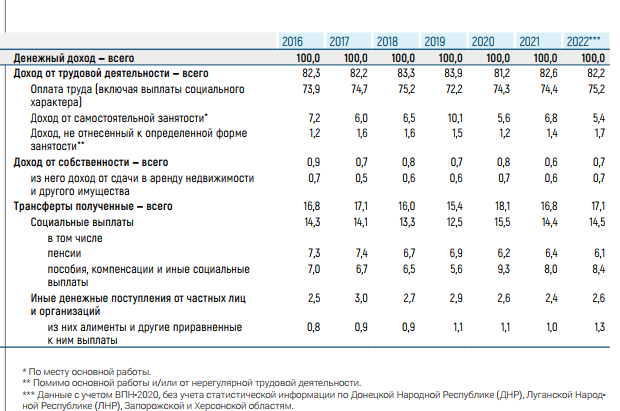 2016 2017 2018 2019 2020 2021 2022***
Денежный доход – всего 100,0 100,0 100,0 100,0 100,0 100,0 100,0
Доход от трудовой деятельности – всего 82,3 82,2 83,3 83,9 81,2 82,6 82,2
Оплата труда (включая выплаты социального
характера) 73,9 74,7 75,2 72,2 74,3 74,4 75,2
Доход от самостоятельной занятости* 7,2 6,0 6,5 10,1 5,6 6,8 5,4
Доход, не отнесенный к определенной форме
занятости** 1,2 1,6 1,6 1,5 1,2 1,4 1,7
Доход от собственности – всего 0,9 0,7 0,8 0,7 0,8 0,6 0,7
из него доход от сдачи в аренду недвижимости
и другого имущества 0,7 0,5 0,6 0,6 0,7 0,6 0,7
Трансферты полученные – всего 16,8 17,1 16,0 15,4 18,1 16,8 17,1
Социальные выплаты 14,3 14,1 13,3 12,5 15,5 14,4 14,5
в том числе
пенсии 7,3 7,4 6,7 6,9 6,2 6,4 6,1
пособия, компенсации и иные социальные
выплаты 7,0 6,7 6,5 5,6 9,3 8,0 8,4
Иные денежные поступления от частных лиц
и организаций 2,5 3,0 2,7 2,9 2,6 2,4 2,6
из них алименты и другие приравненные
к ним выплаты 0,8 0,9 0,9 1,1 1,1 1,0 1,3
* По месту основной работы.
** Помимо основной работы и/или от нерегулярной трудовой деятельности.
*** Данные с учетом ВПН-2020, без учета статистической информации по Донецкой Народной Республике (ДНР), Луганской Народ-
ной Республике (ЛНР), Запорожской и Херсонской областям.